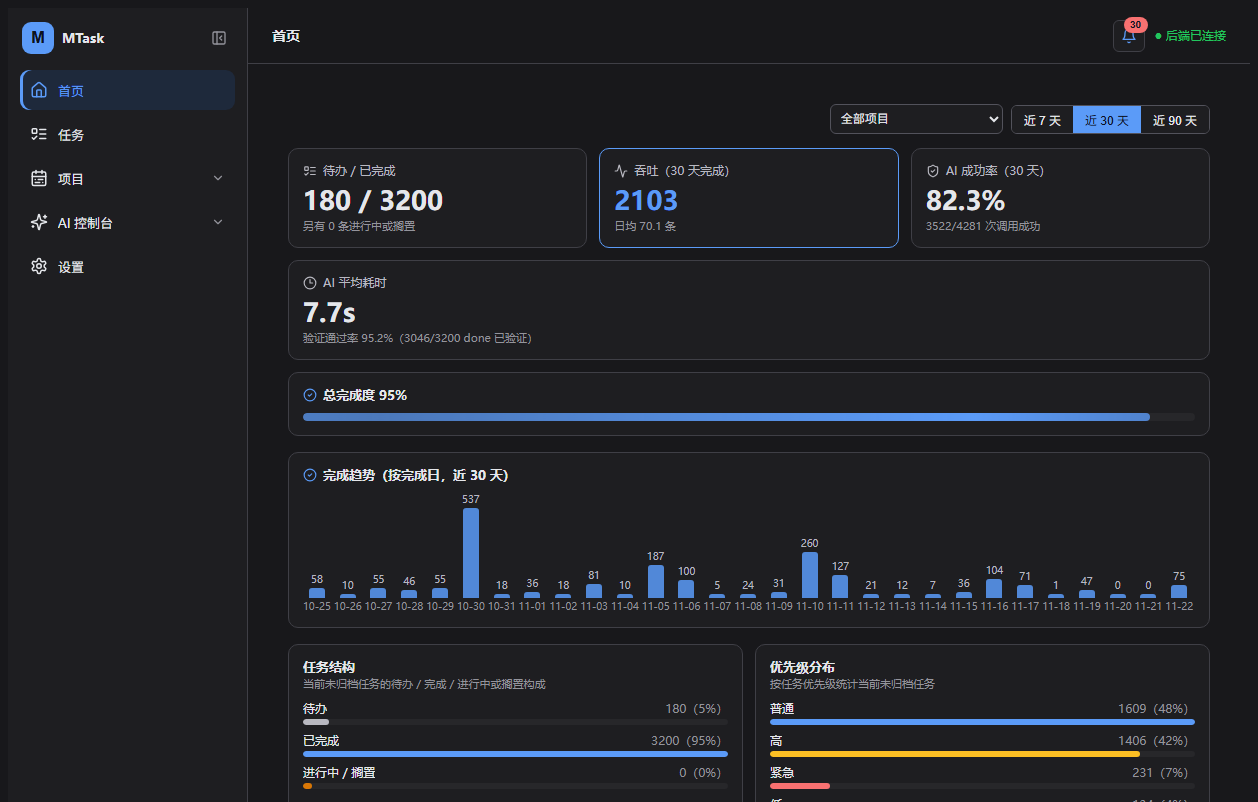 M MTask
首页
任务
项目
AI 控制台
设置
首页
30
后端已连接
全部项目
近 7 天
近 30 天
近 90 天
待办 / 已完成
180 / 3200
另有 0 条进行中或搁置
吞吐（30 天完成）
2103
日均 70.1 条
AI 成功率（30 天）
82.3%
3522/4281 次调用成功
AI 平均耗时
7.7s
验证通过率 95.2%（3046/3200 done 已验证）
总完成度 95%
完成趋势（按完成日，近 30 天）
58 10 55 46 55 537 18 36 18 81 10 187 100 5 24 31 260 127 21 12 7 36 104 71 1 47 0 0 75
10-25 10-26 10-27 10-28 10-29 10-30 10-31 11-01 11-02 11-03 11-04 11-05 11-06 11-07 11-08 11-09 11-10 11-11 11-12 11-13 11-14 11-15 11-16 11-17 11-18 11-19 11-20 11-21 11-22
任务结构
当前未归档任务的待办 / 完成 / 进行中或搁置构成
待办 180（5%）
已完成 3200（95%）
进行中 / 搁置 0（0%）
优先级分布
按任务优先级统计当前未归档任务
普通 1609（48%）
高 1406（42%）
紧急 231（7%）